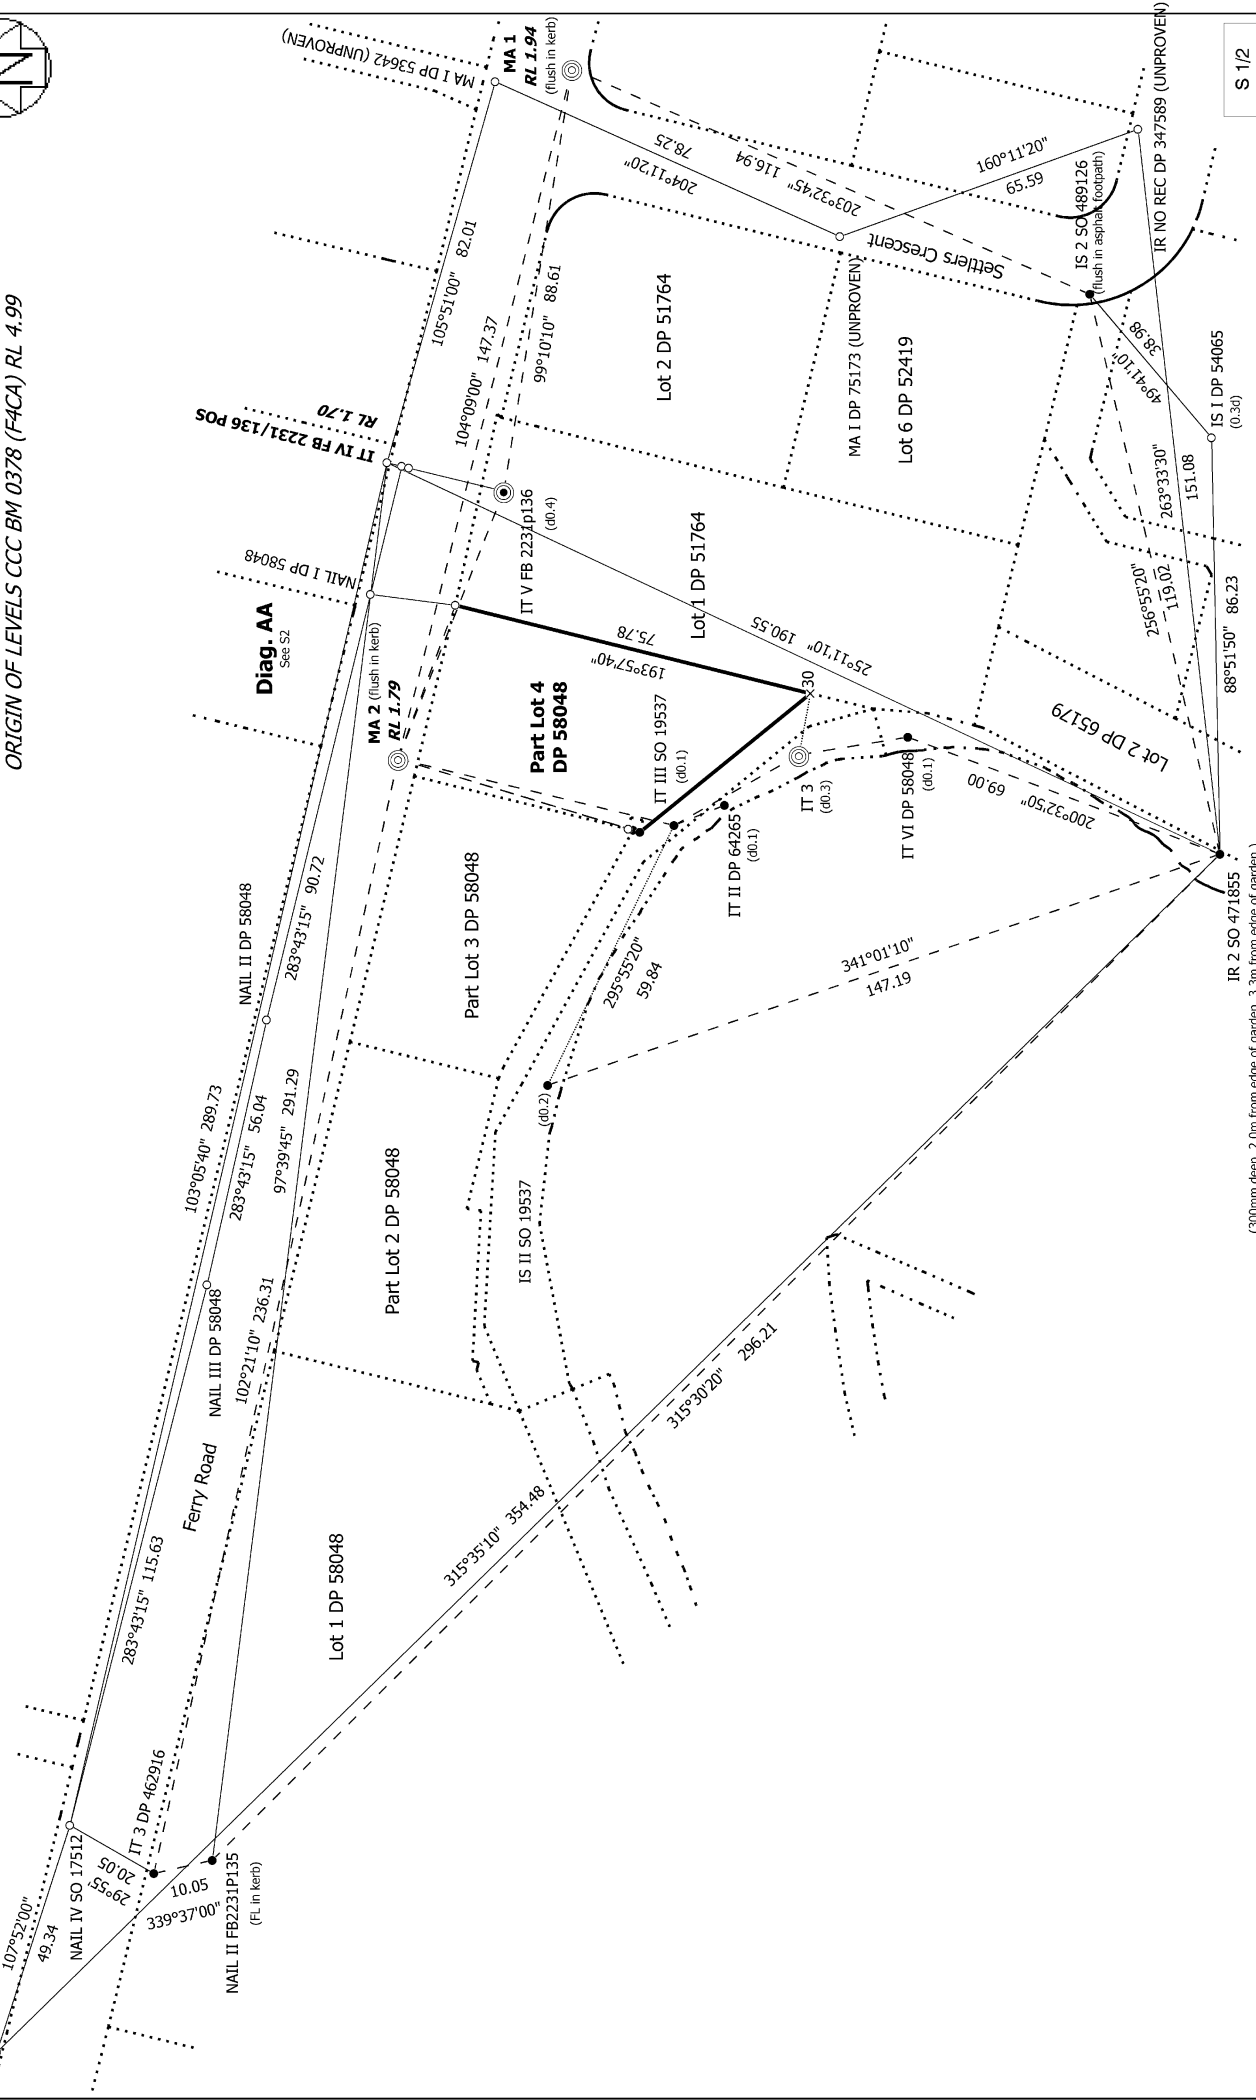 ORIGIN OF LEVELS CCC BM 0378 (F4CA) RL 4.99
N
S 1/2
MA I DP 53642 (UNPROVEN)
MA 1
RL 1.94
(flush in kerb)
105°51'00" 82.01
204°11'20"
78.25
203°32'45" 116.94
160°11'20"
65.59
IS 2 SO 489126
(flush in asphalt footpath)
IR NO REC DP 347589 (UNPROVEN)
Settlers Crescent
104°09'00" 147.37
99°10'10" 88.61
Lot 2 DP 51764
MA I DP 75173 (UNPROVEN)
Lot 6 DP 52419
49°41'10"
38.98
IS I DP 54065
(0.3d)
IT IV FB 2231/136 POS
RL 1.70
NAIL I DP 58048
IT V FB 2231p136
(d0.4)
Lot 1 DP 51764
263°33'30"
151.08
256°55'20"
119.02
88°51'50" 86.23
Diag. AA
See S2
MA 2 (flush in kerb)
RL 1.79
193°57'40"
75.78
25°11'10" 190.55
Part Lot 4
DP 58048
IT III SO 19537
(d0.1)
30
IT 3
(d0.3)
Lot 2 DP 65179
IT II DP 64265
(d0.1)
IT VI DP 58048
(d0.1)
200°32'50" 69.00
IR 2 SO 471855
(300mm deep, 2.0m from edge of garden, 3.3m from edge of garden )
NAIL II DP 58048
283°43'15" 90.72
Part Lot 3 DP 58048
295°55'20"
59.84
341°01'10"
147.19
103°05'40" 289.73
283°43'15" 56.04
97°39'45" 291.29
(d0.2)
IS II SO 19537
Part Lot 2 DP 58048
NAIL III DP 58048
102°21'10" 236.31
Ferry Road
315°30'20" 296.21
283°43'15" 115.63
Lot 1 DP 58048
315°35'10" 354.48
IT 3 DP 462916
NAIL IV SO 17512
29°55'
20.05
10.05
339°37'00"
NAIL II FB2231P135
(FL in kerb)
107°52'00"
49.34